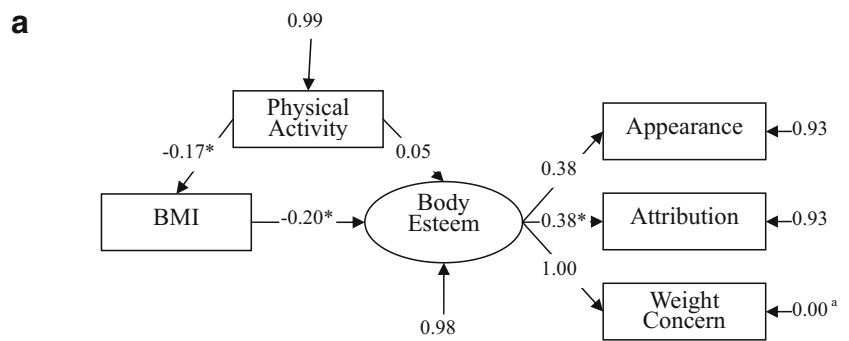 a
0.99
Physical
Activity
-0.17*
0.05
BMI
-0.20*
Body
Esteem
0.98
0.38
0.38*
1.00
Appearance
0.93
Attribution
0.93
Weight
Concern
0.00 a